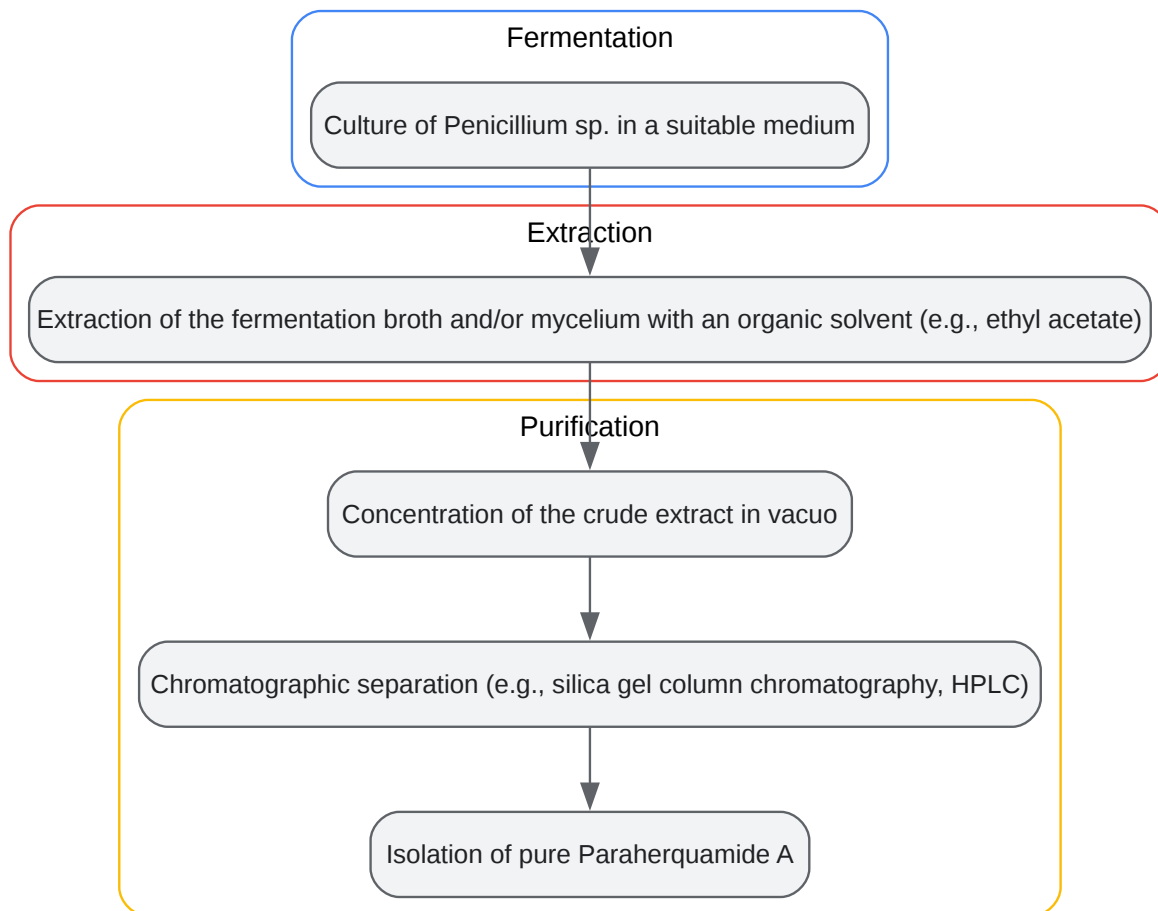 Fermentation
Culture of Penicillium sp. in a suitable medium
Extraction
Extraction of the fermentation broth and/or mycelium with an organic solvent (e.g., ethyl acetate)
Purification
Concentration of the crude extract in vacuo
Chromatographic separation (e.g., silica gel column chromatography, HPLC)
Isolation of pure Paraherquamide A